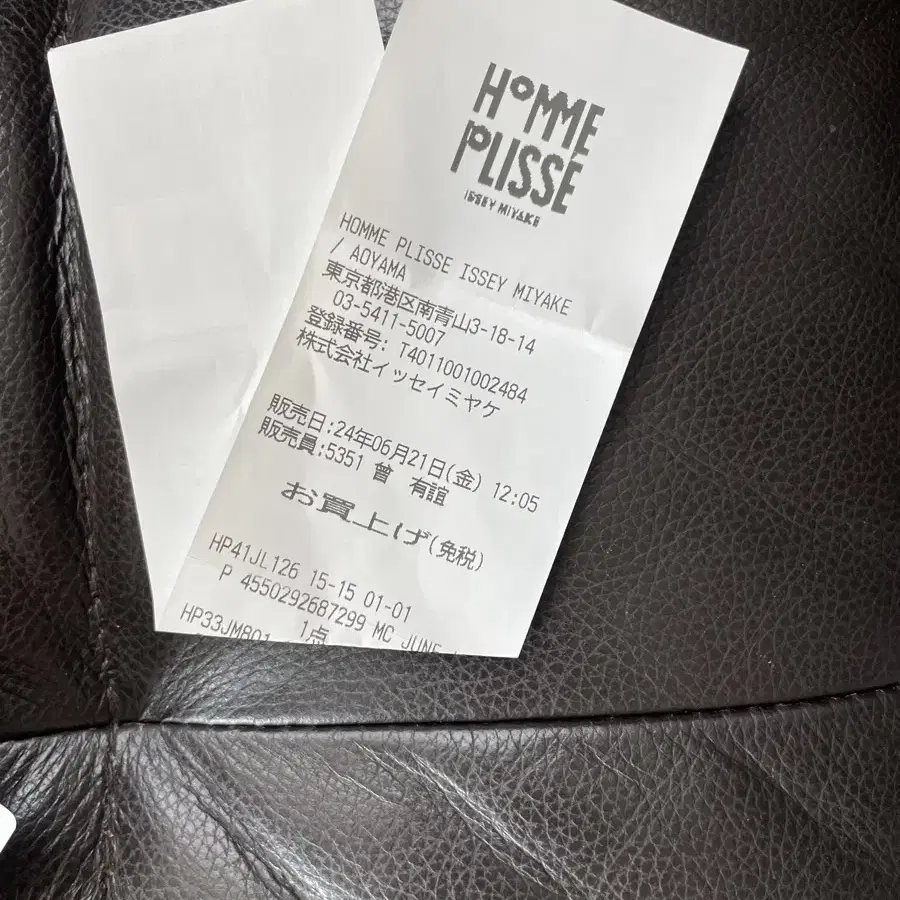 HOMME
PLISSE
ISSEY MIYAKE
HOMME PLISSE ISSEY MIYAKE
/ AOYAMA
東京都港区南青山3-18-14
03-5411-5007
登録番号: T4011001002484
株式会社イッセイミヤケ
販売日:24年06月21日(金) 12:05
販売員:5351 曾 有誼
お買上げ(免税)
HP41JL126 15-15 01-01
P 4550292687299 MC JUNE
HP33JM801 1点